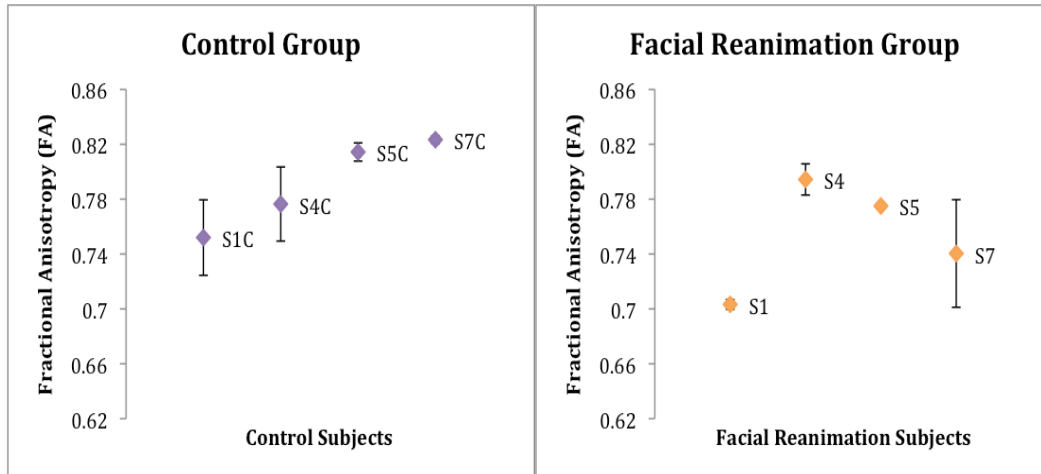 Control Group
Fractional Anisotropy (FA)
0.86
0.82
0.78
0.74
0.7
0.66
0.62
S1C
S4C
S5C
S7C
Control Subjects
Facial Reanimation Group
Fractional Anisotropy (FA)
0.86
0.82
0.78
0.74
0.7
0.66
0.62
S1
S4
S5
S7
Facial Reanimation Subjects